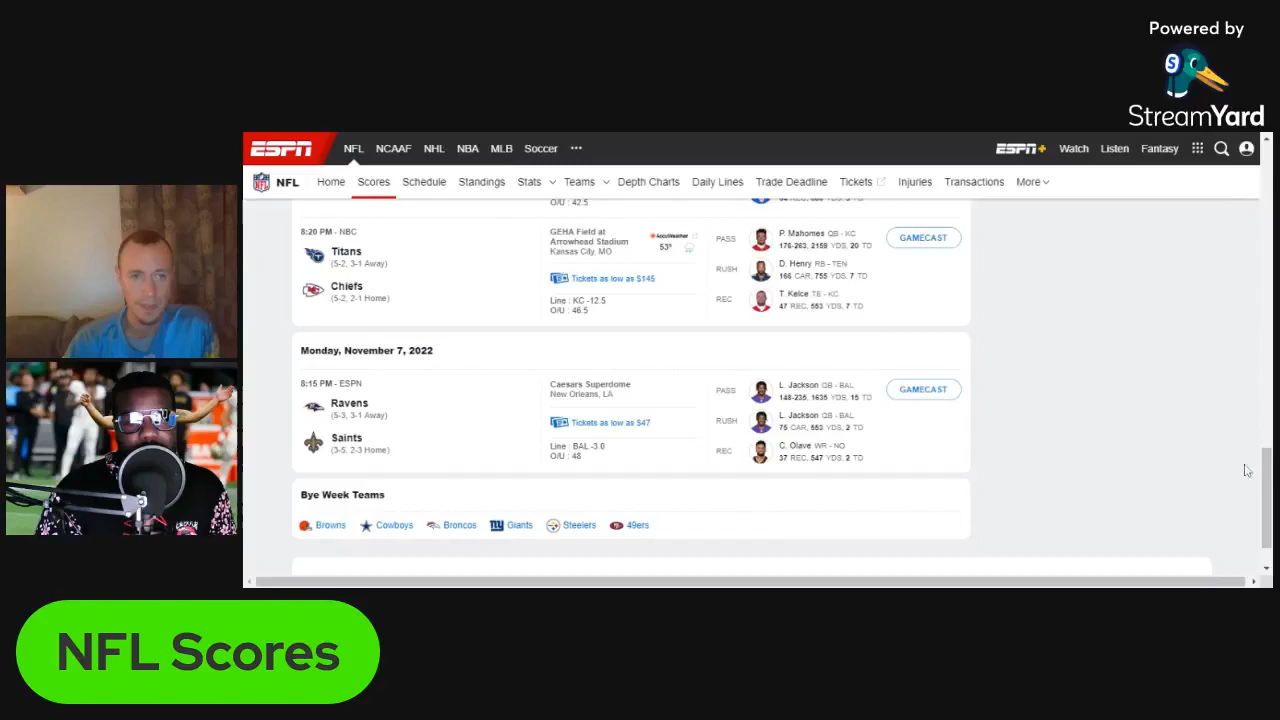 Powered by
S
StreamYard
ESPN NFL NCAAF NHL NBA MLB Soccer ••• ESPN+ Watch Listen Fantasy
NFL Home Scores Schedule Standings Stats Teams Depth Charts Daily Lines Trade Deadline Tickets Injuries Transactions More
O/U : 42.5
8:20 PM - NBC
Titans
(5-2, 3-1 Away)
Chiefs
(5-2, 2-1 Home)
GEHA Field at
Arrowhead Stadium
Kansas City, MO
AccuWeather
53°
Tickets as low as $145
Line : KC -12.5
O/U : 46.5
PASS
P. Mahomes QB - KC
176-263, 2159 YDS, 20 TD
RUSH
D. Henry RB - TEN
166 CAR, 755 YDS, 7 TD
REC
T. Kelce TE - KC
47 REC, 553 YDS, 7 TD
GAMECAST
Monday, November 7, 2022
8:15 PM - ESPN
Ravens
(5-3, 3-1 Away)
Saints
(3-5, 2-3 Home)
Caesars Superdome
New Orleans, LA
Tickets as low as $47
Line : BAL -3.0
O/U : 48
PASS
L. Jackson QB - BAL
148-235, 1635 YDS, 15 TD
RUSH
L. Jackson QB - BAL
75 CAR, 553 YDS, 2 TD
REC
C. Olave WR - NO
37 REC, 547 YDS, 2 TD
GAMECAST
Bye Week Teams
Browns Cowboys Broncos Giants Steelers 49ers
NFL Scores